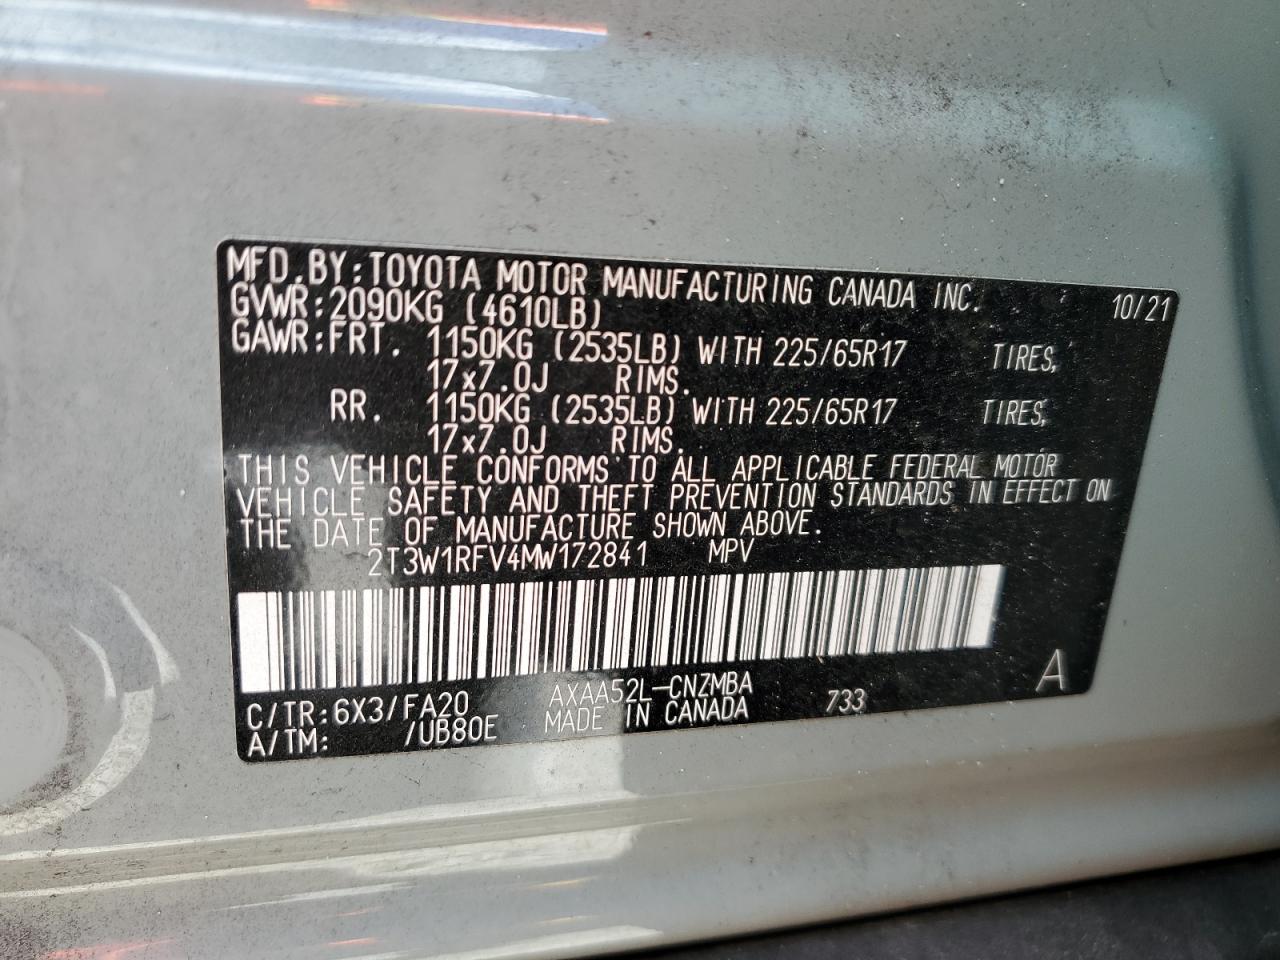 MFD.BY:TOYOTA MOTOR MANUFACTURING CANADA INC. 10/21
GVWR:2090KG (4610LB)
GAWR:FRT. 1150KG (2535LB) WITH 225/65R17 TIRES,
17x7.0J RIMS.
RR. 1150KG (2535LB) WITH 225/65R17 TIRES,
17x7.0J RIMS.
THIS VEHICLE CONFORMS TO ALL APPLICABLE FEDERAL MOTOR
VEHICLE SAFETY AND THEFT PREVENTION STANDARDS IN EFFECT ON
THE DATE OF MANUFACTURE SHOWN ABOVE.
2T3W1RFV4MW172841 MPV
C/TR:6X3/FA20 AXAA52L-CNZMBA 733 A
A/TM: /UB80E MADE IN CANADA